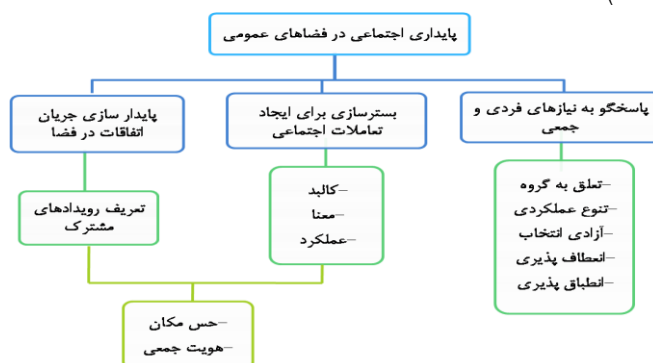 پایداری اجتماعی در فضاهای عمومی
پاسخگو به نیازهای فردی و
جمعی
بسترسازی برای ایجاد
تعاملات اجتماعی
پایدار سازی جریان
اتفاقات در فضا
–تعلق به گروه
–تنوع عملکردی
–آزادی انتخاب
–انعطاف پذیری
–انطباق پذیری
–کالبد
–معنا
–عملکرد
تعریف رویدادهای
مشترک
–حس مکان
–هویت جمعی